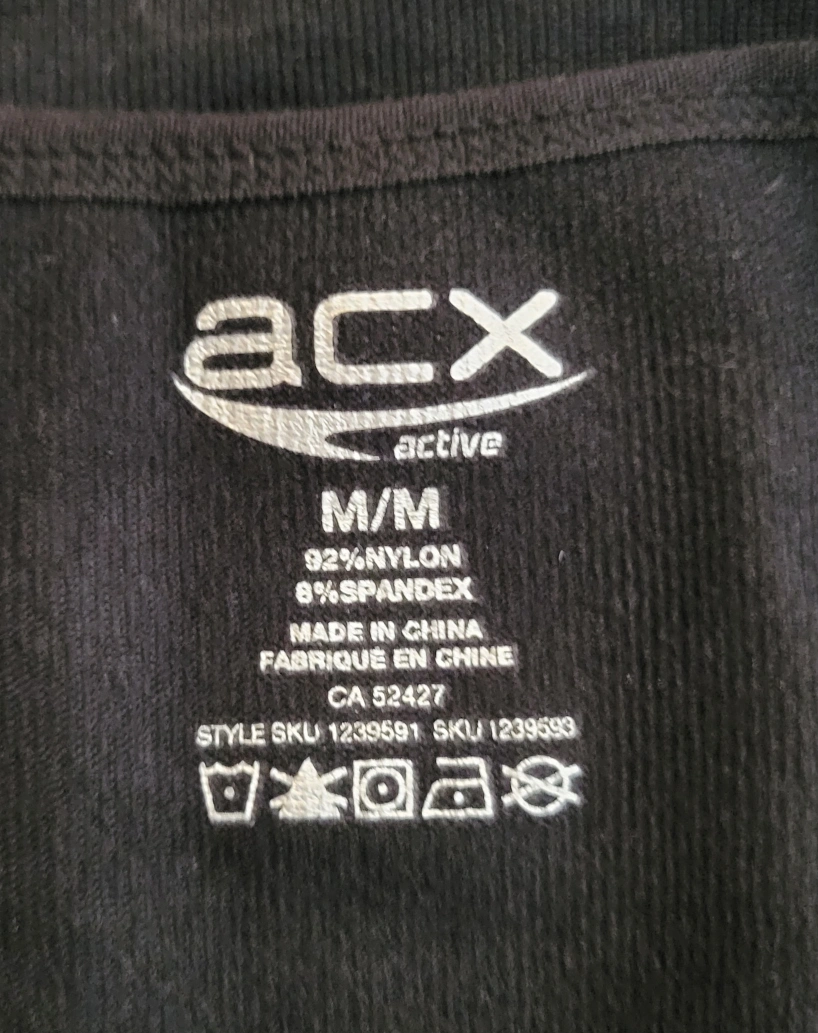 acx
active
M/M
92%NYLON
8%SPANDEX
MADE IN CHINA
FABRIQUÉ EN CHINE
CA 52427
STYLE SKU 1239591 SKU 1239593